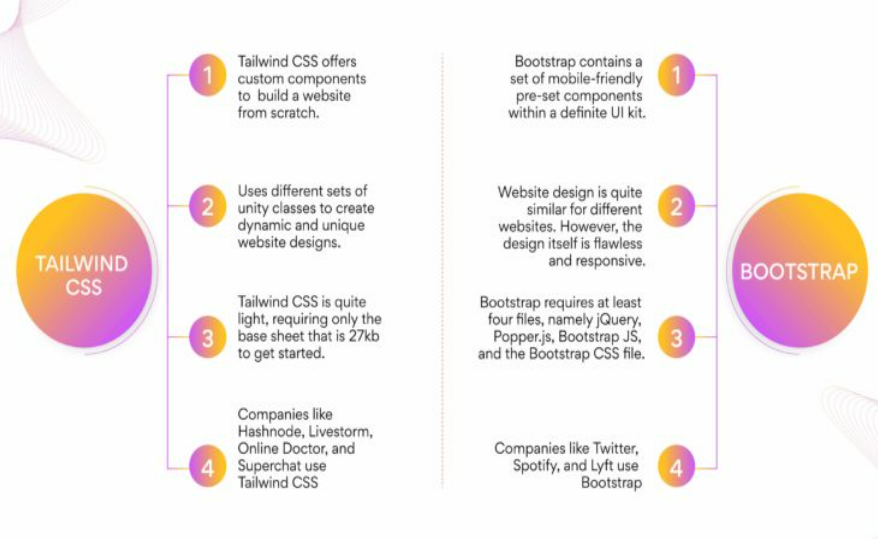 TAILWIND
CSS
1
Tailwind CSS offers
custom components
to build a website
from scratch.
2
Uses different sets of
unity classes to create
dynamic and unique
website designs.
3
Tailwind CSS is quite
light, requiring only the
base sheet that is 27kb
to get started.
4
Companies like
Hashnode, Livestorm,
Online Doctor, and
Superchat use
Tailwind CSS
BOOTSTRAP
1
Bootstrap contains a
set of mobile-friendly
pre-set components
within a definite UI kit.
2
Website design is quite
similar for different
websites. However, the
design itself is flawless
and responsive.
3
Bootstrap requires at least
four files, namely jQuery,
Popper.js, Bootstrap JS,
and the Bootstrap CSS file.
4
Companies like Twitter,
Spotify, and Lyft use
Bootstrap